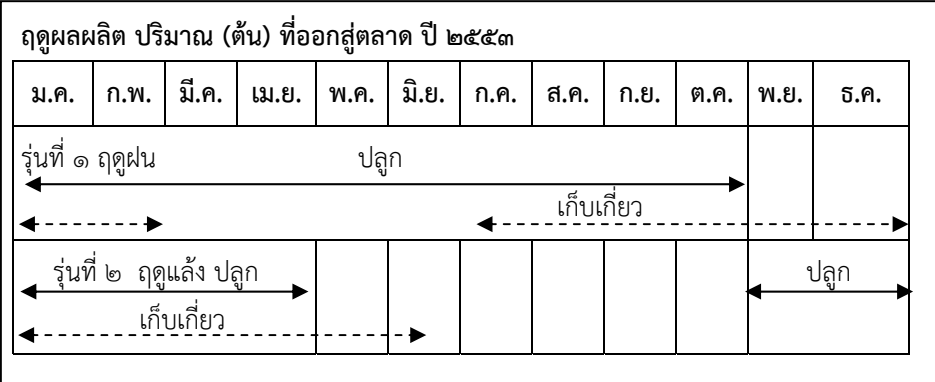 ฤดูผลผลิต ปริมาณ (ต้น) ที่ออกสู่ตลาด ปี ๒๕๕๓
ม.ค. ก.พ. มี.ค. เม.ย. พ.ค. มิ.ย. ก.ค. ส.ค. ก.ย. ต.ค. พ.ย. ธ.ค.
รุ่นที่ ๑ ฤดูฝน ปลูก
เก็บเกี่ยว
รุ่นที่ ๒ ฤดูแล้ง ปลูก ปลูก
เก็บเกี่ยว